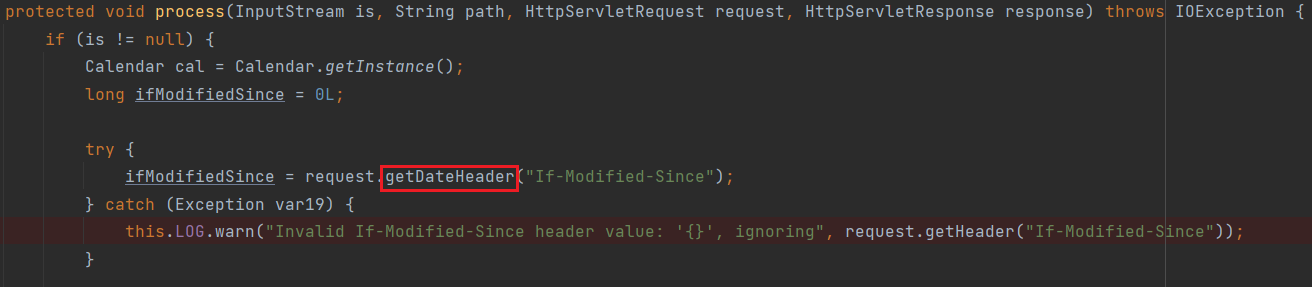 protected void process(InputStream is, String path, HttpServletRequest request, HttpServletResponse response) throws IOException {
if (is != null) {
Calendar cal = Calendar.getInstance();
long ifModifiedSince = 0L;
try {
ifModifiedSince = request.getDateHeader("If-Modified-Since");
} catch (Exception var19) {
this.LOG.warn("Invalid If-Modified-Since header value: '{}', ignoring", request.getHeader("If-Modified-Since"));
}